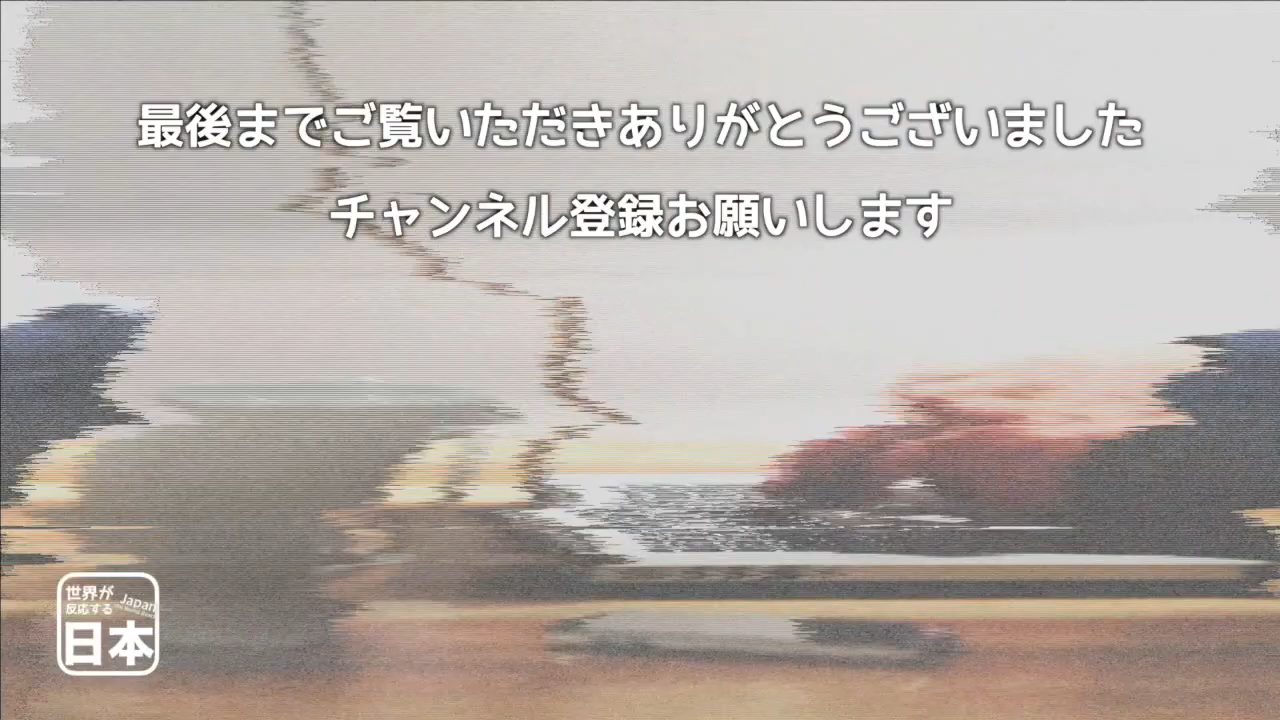 最後までご覧いただきありがとうございました
チャンネル登録お願いします
世界が
反応する
Japan
日本